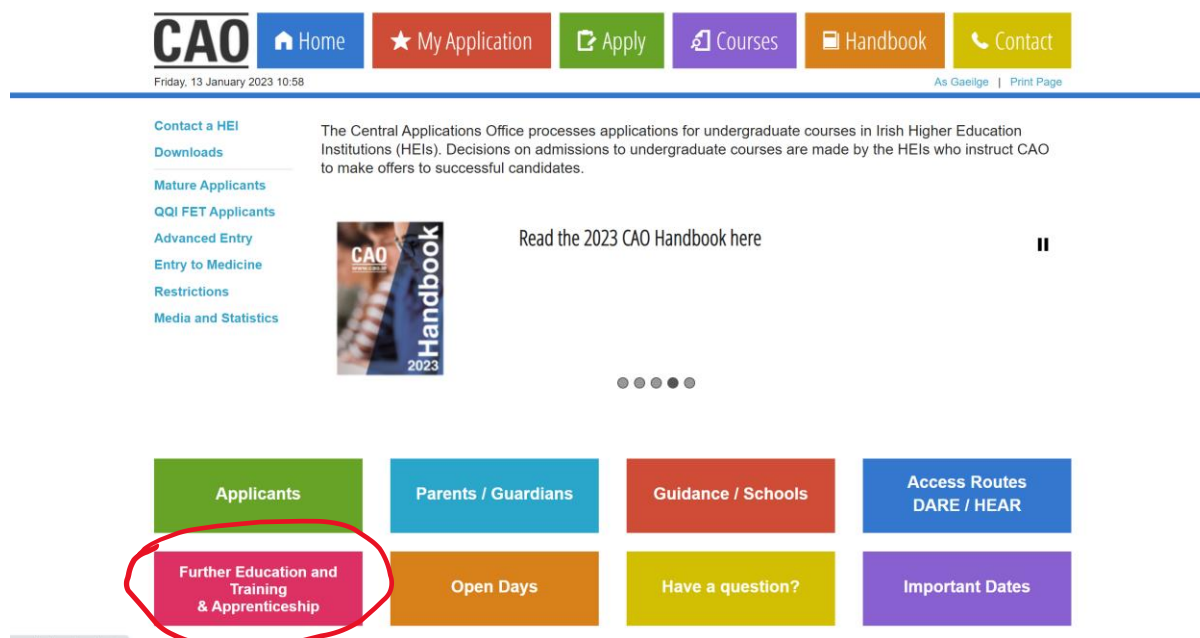 CAO
Home
My Application
Apply
Courses
Handbook
Contact
Friday, 13 January 2023 10:58
As Gaeilge | Print Page
Contact a HEI
Downloads
Mature Applicants
QQI FET Applicants
Advanced Entry
Entry to Medicine
Restrictions
Media and Statistics
The Central Applications Office processes applications for undergraduate courses in Irish Higher Education
Institutions (HEIs). Decisions on admissions to undergraduate courses are made by the HEIs who instruct CAO
to make offers to successful candidates.
CAO
Handbook
2023
Read the 2023 CAO Handbook here
Applicants
Parents / Guardians
Guidance / Schools
Access Routes
DARE / HEAR
Further Education and
Training
& Apprenticeship
Open Days
Have a question?
Important Dates